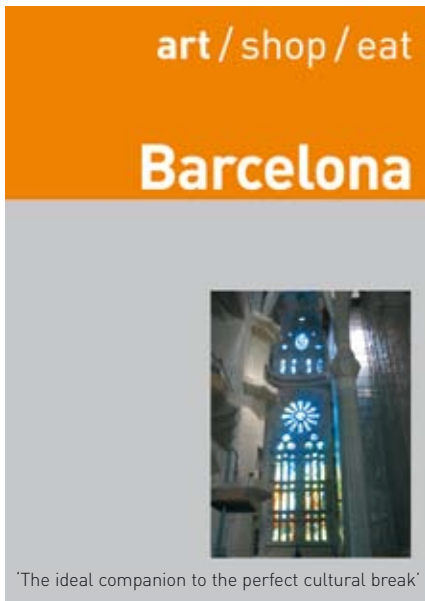 art / shop / eat
Barcelona
‘The ideal companion to the perfect cultural break’